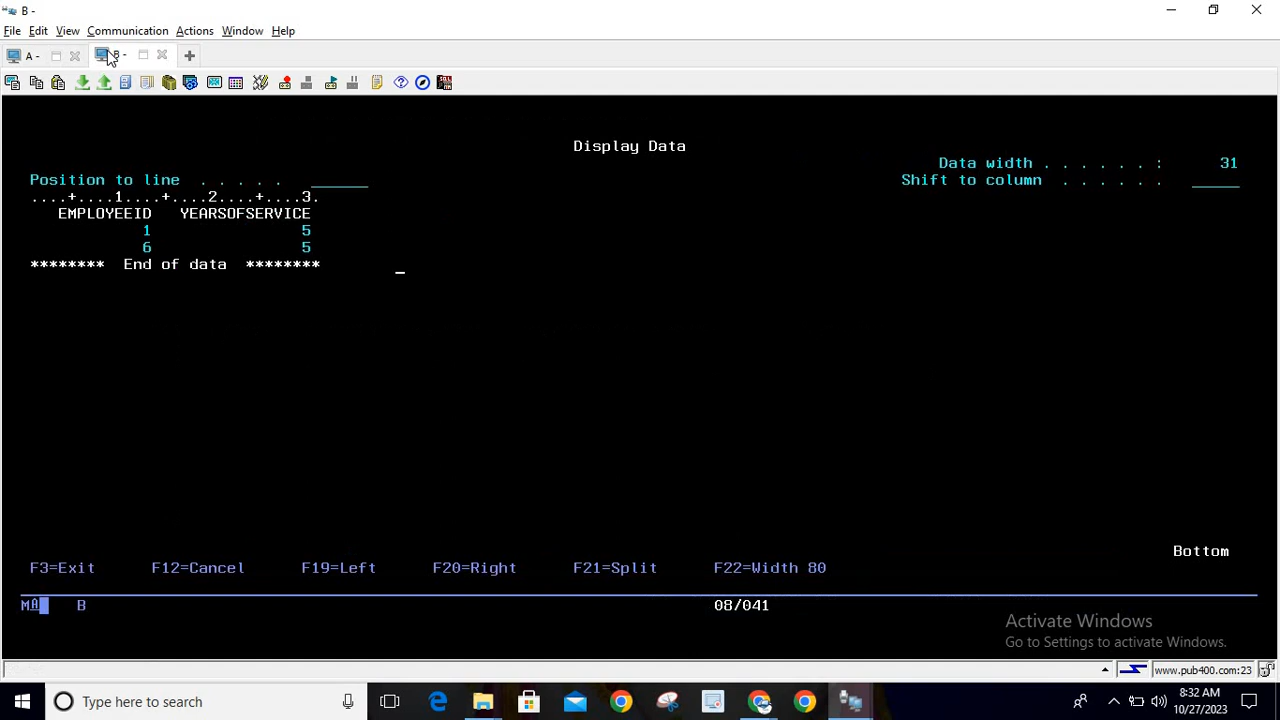 B -
File Edit View Communication Actions Window Help
A - B -
Display Data
Data width . . . . . . : 31
Position to line . . . . . Shift to column . . . . . .
....+....1....+....2....+....3.
EMPLOYEEID YEARSOFSERVICE
1 5
6 5
******** End of data ********
Bottom
F3=Exit F12=Cancel F19=Left F20=Right F21=Split F22=Width 80
MA B 08/041
Activate Windows
Go to Settings to activate Windows.
www.pub400.com:23
Type here to search
8:32 AM
10/27/2023